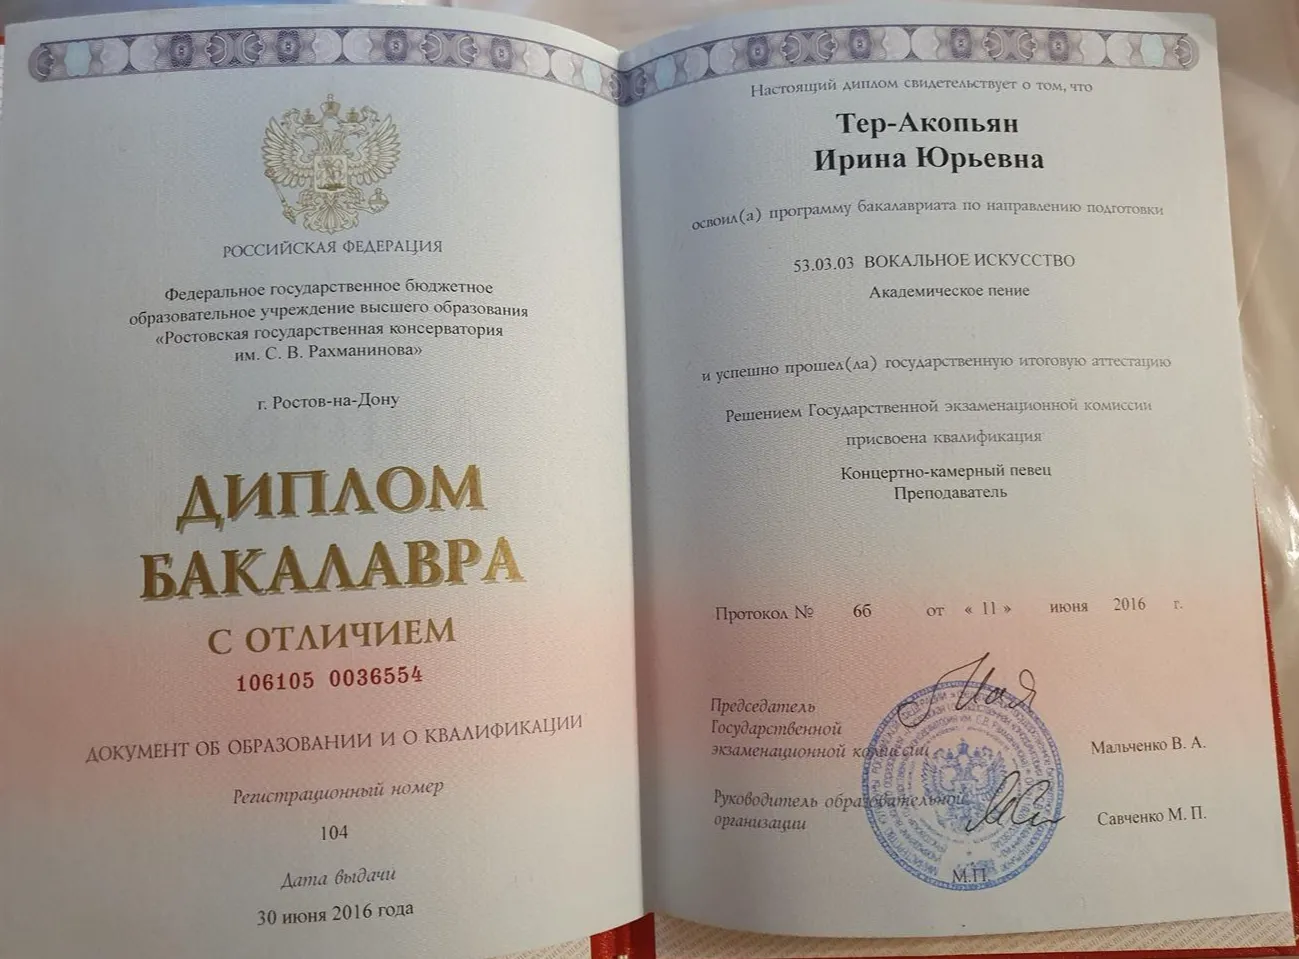 РОССИЙСКАЯ ФЕДЕРАЦИЯ
Федеральное государственное бюджетное
образовательное учреждение высшего образования
«Ростовская государственная консерватория
им. С. В. Рахманинова»
г. Ростов-на-Дону
ДИПЛОМ
БАКАЛАВРА
С ОТЛИЧИЕМ
106105 0036554
ДОКУМЕНТ ОБ ОБРАЗОВАНИИ И О КВАЛИФИКАЦИИ
Регистрационный номер
104
Дата выдачи
30 июня 2016 года
Настоящий диплом свидетельствует о том, что
Тер-Акопьян
Ирина Юрьевна
освоил(а) программу бакалавриата по направлению подготовки
53.03.03 ВОКАЛЬНОЕ ИСКУССТВО
Академическое пение
и успешно прошел(ла) государственную итоговую аттестацию
Решением Государственной экзаменационной комиссии
присвоена квалификация
Концертно-камерный певец
Преподаватель
Протокол № 6б от « 11 » июня 2016 г.
Председатель
Государственной
экзаменационной комиссии
Мальченко В. А.
Руководитель образовательной
организации
Савченко М. П.
М.П.